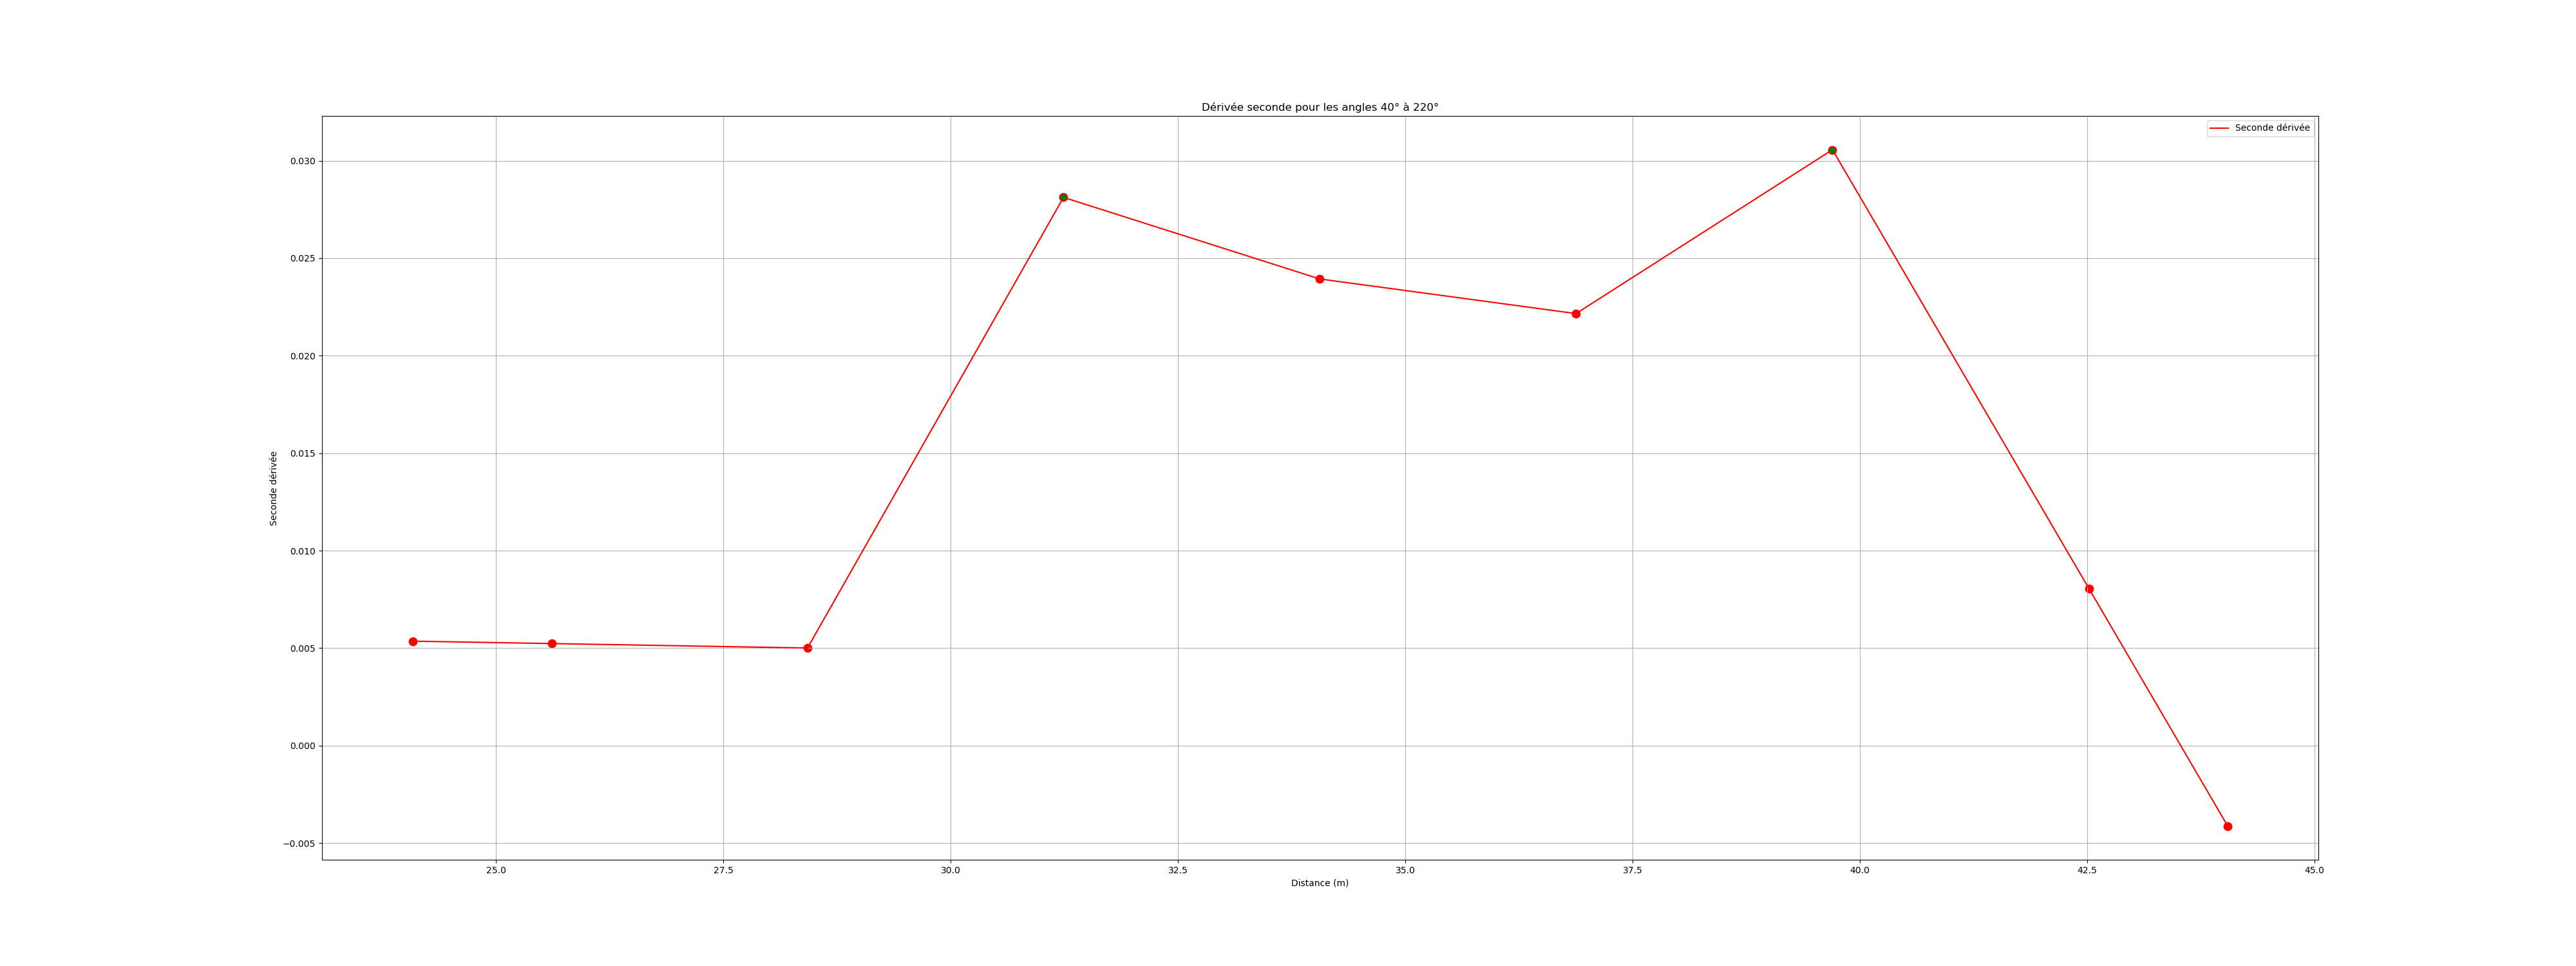 Dérivée seconde pour les angles 40° à 220°
Seconde dérivée
0.030
0.025
0.020
0.015
0.010
0.005
0.000
−0.005
Seconde dérivée
25.0 27.5 30.0 32.5 35.0 37.5 40.0 42.5 45.0
Distance (m)